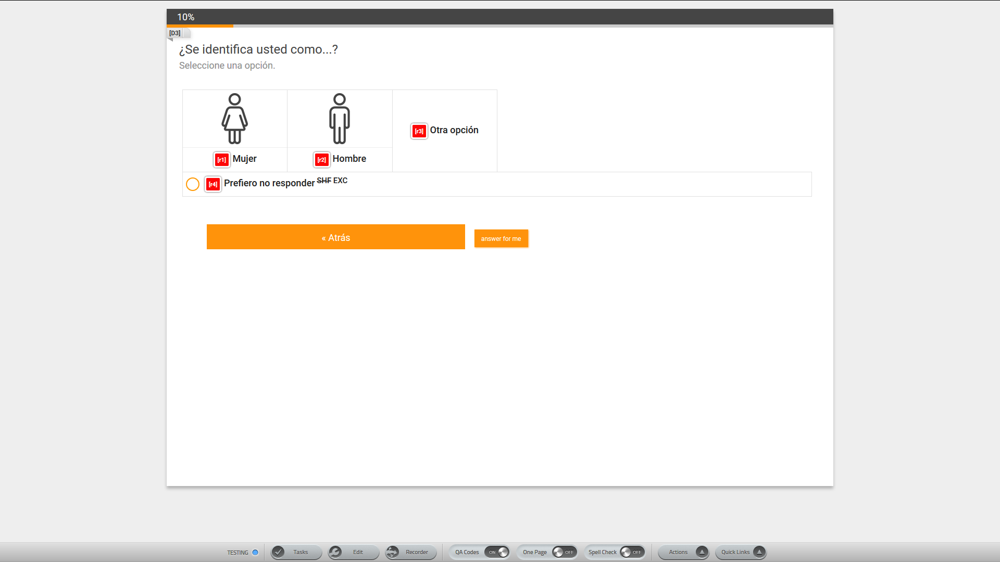 10%
[D3]
¿Se identifica usted como...?
Seleccione una opción.
[r3] Otra opción
[r1] Mujer
[r2] Hombre
[r4] Prefiero no responder SHF EXC
« Atrás
answer for me
TESTING
Tasks
Edit
Recorder
QA Codes ON
One Page OFF
Spell Check OFF
Actions
Quick Links